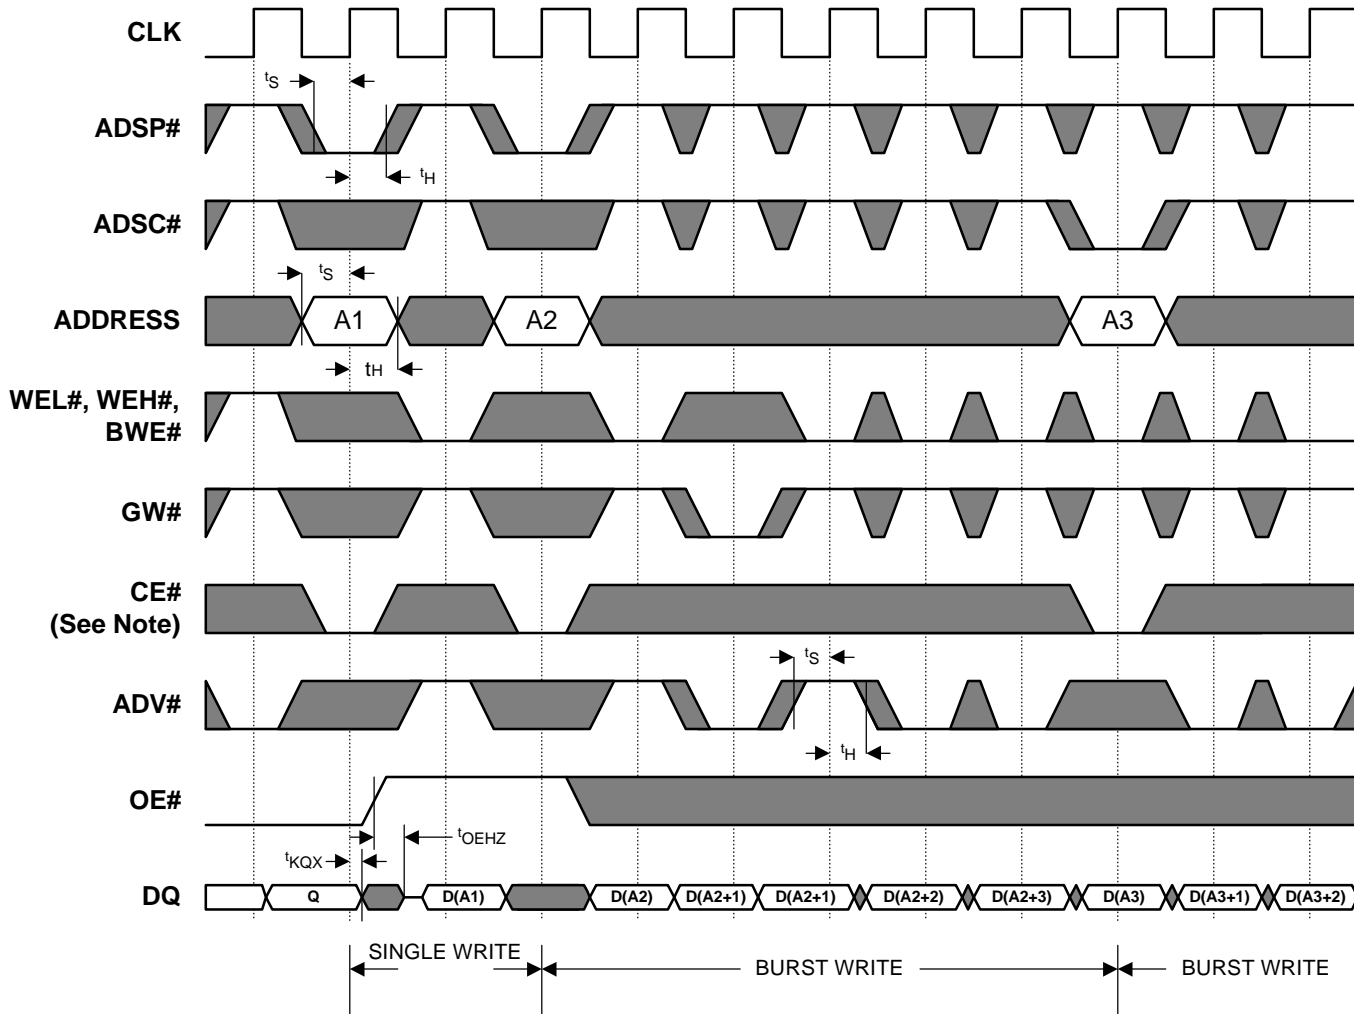 CLK
tS
ADSP#
tH
ADSC#
tS
ADDRESS
A1
A2
A3
tH
WEL#, WEH#,
BWE#
GW#
CE#
(See Note)
tS
ADV#
tH
OE#
tOEHZ
tKQX
DQ
Q
D(A1)
D(A2)
D(A2+1)
D(A2+1)
D(A2+2)
D(A2+3)
D(A3)
D(A3+1)
D(A3+2)
SINGLE WRITE
BURST WRITE
BURST WRITE